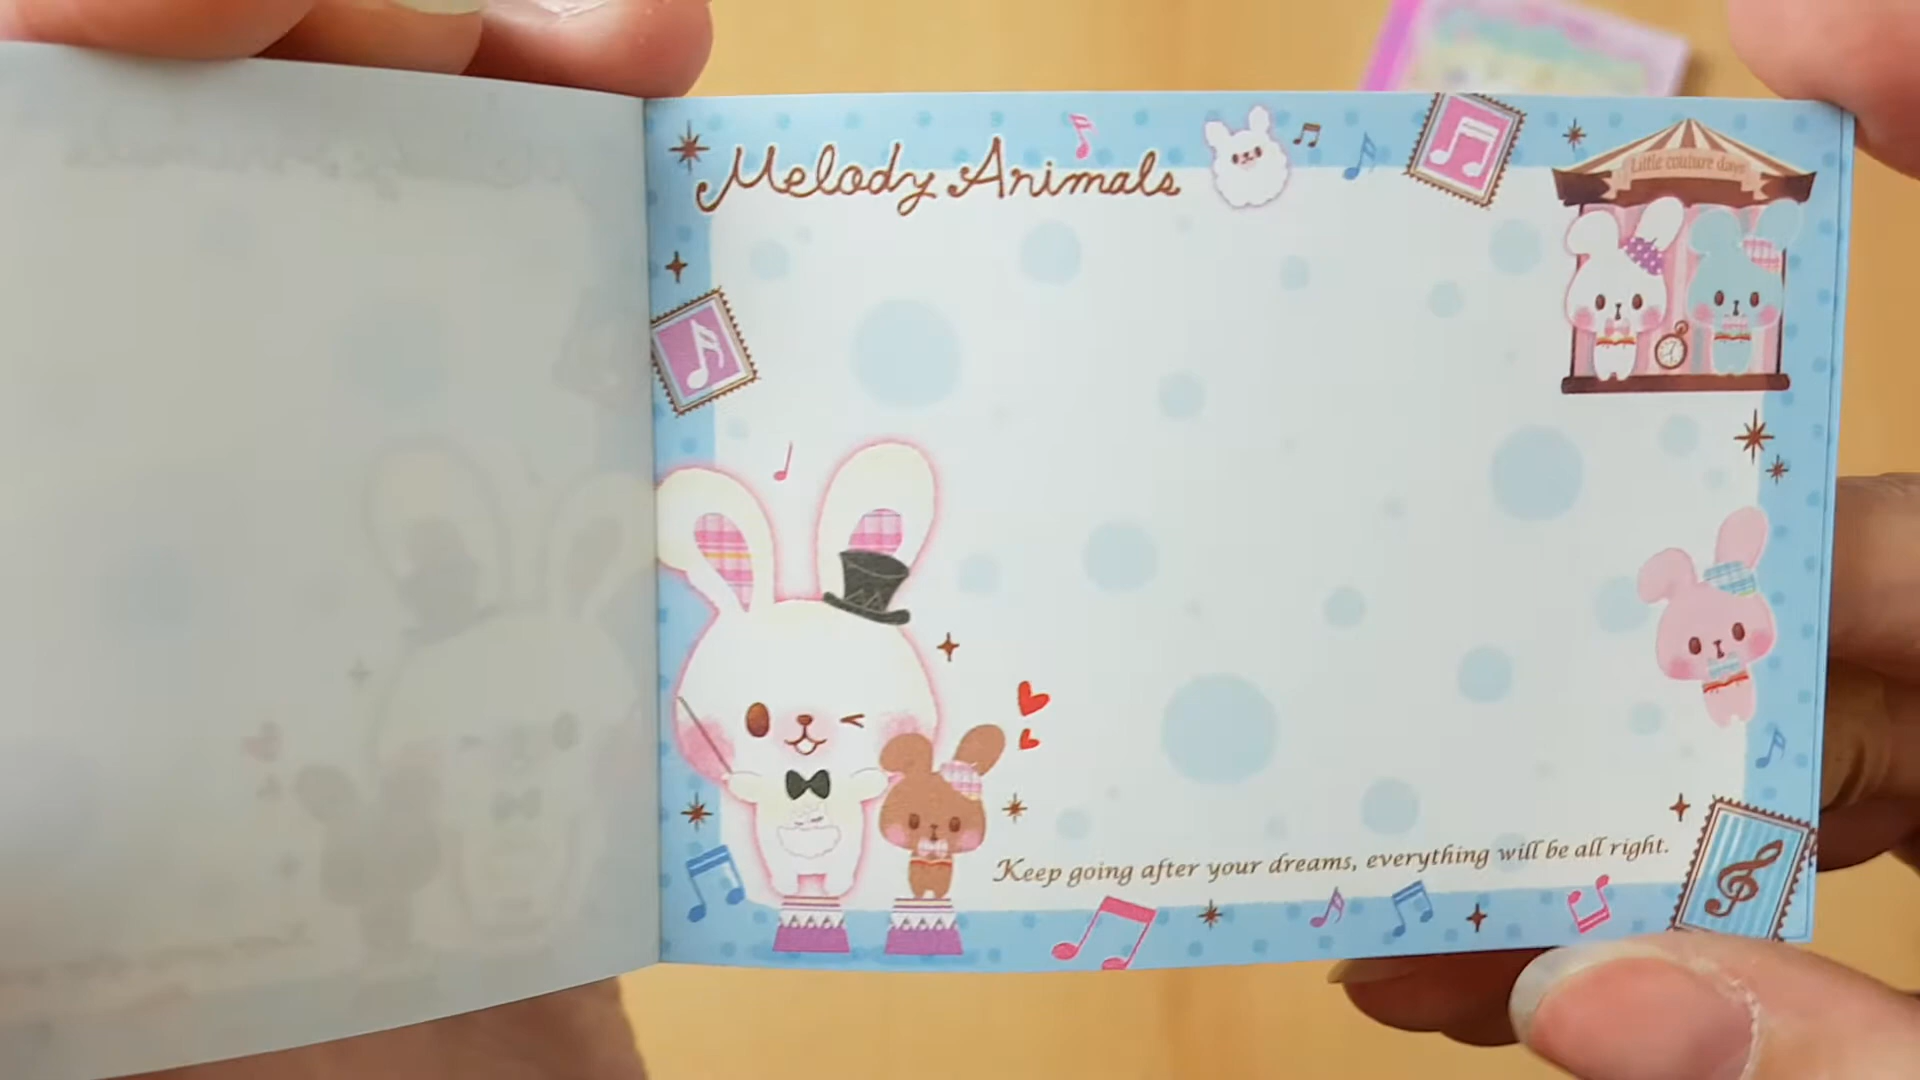 Melody Animals
Little couture days
Keep going after your dreams, everything will be all right.